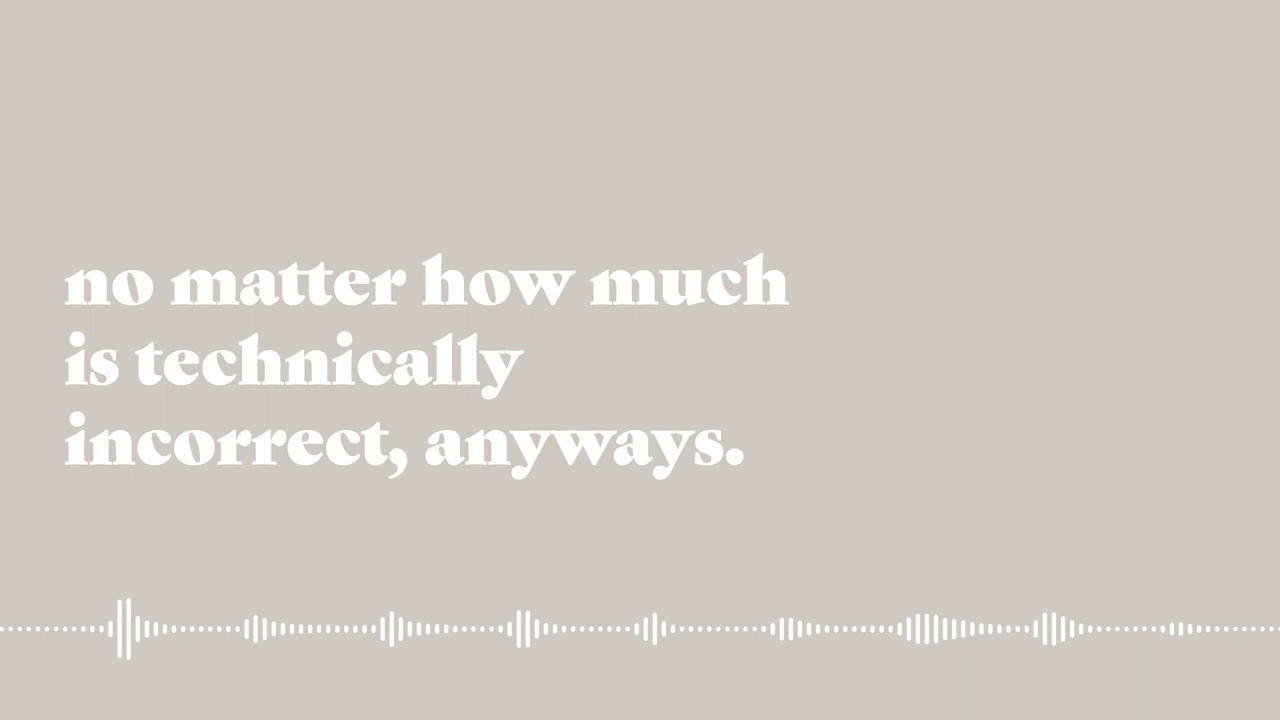 no matter how much
is technically
incorrect, anyways.